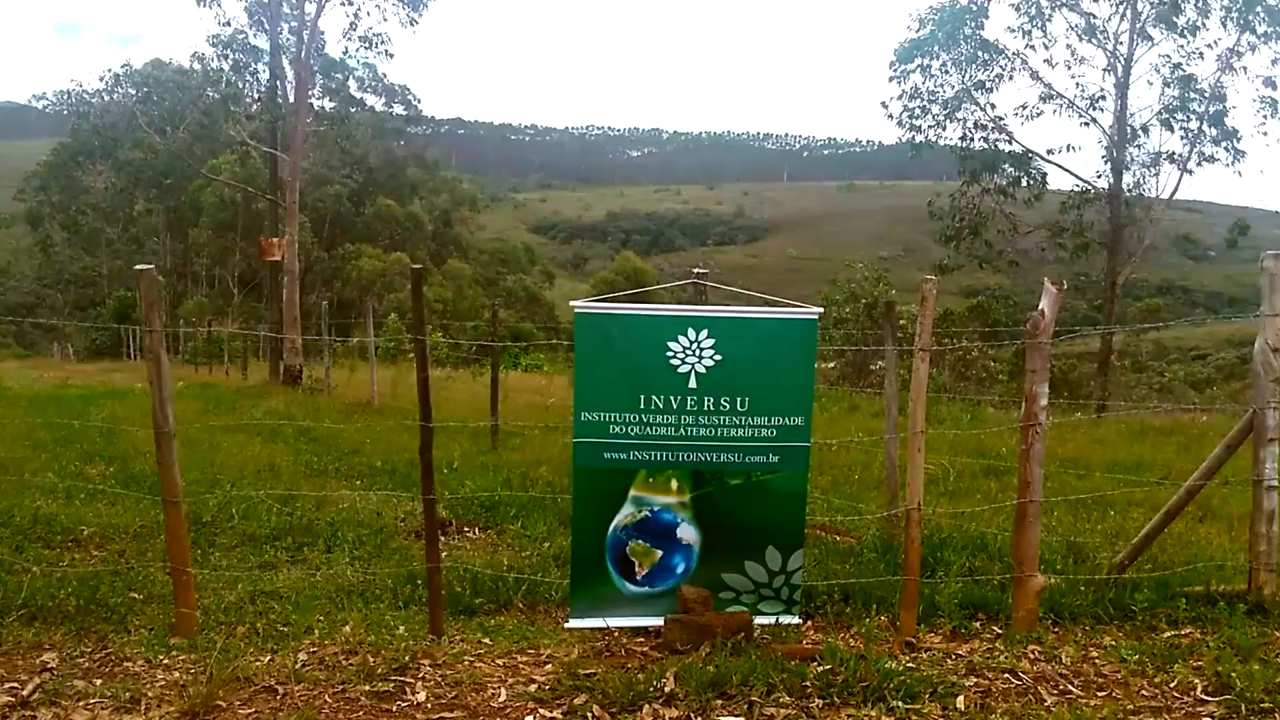 INVERSU
INSTITUTO VERDE DE SUSTENTABILIDADE
DO QUADRILÁTERO FERRÍFERO
www.INSTITUTOINVERSU.com.br